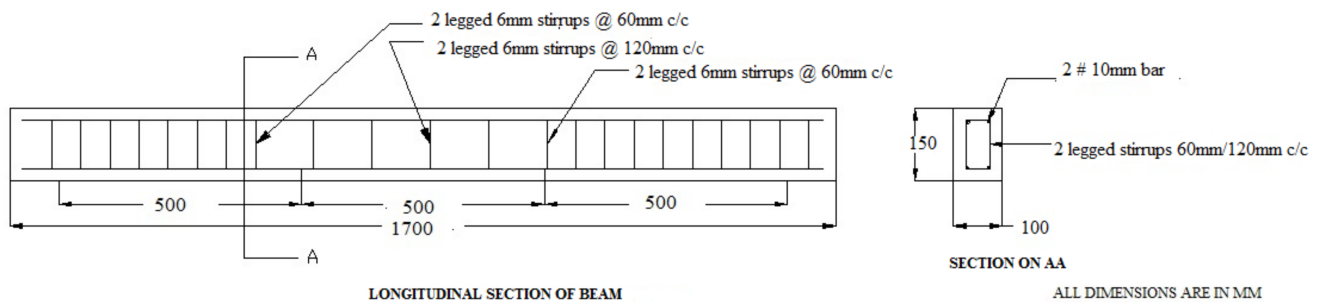 2 legged 6mm stirrups @ 60mm c/c
2 legged 6mm stirrups @ 120mm c/c
2 legged 6mm stirrups @ 60mm c/c
A
A
500
500
500
1700
LONGITUDINAL SECTION OF BEAM
2 # 10mm bar
150
2 legged stirrups 60mm/120mm c/c
100
SECTION ON AA
ALL DIMENSIONS ARE IN MM